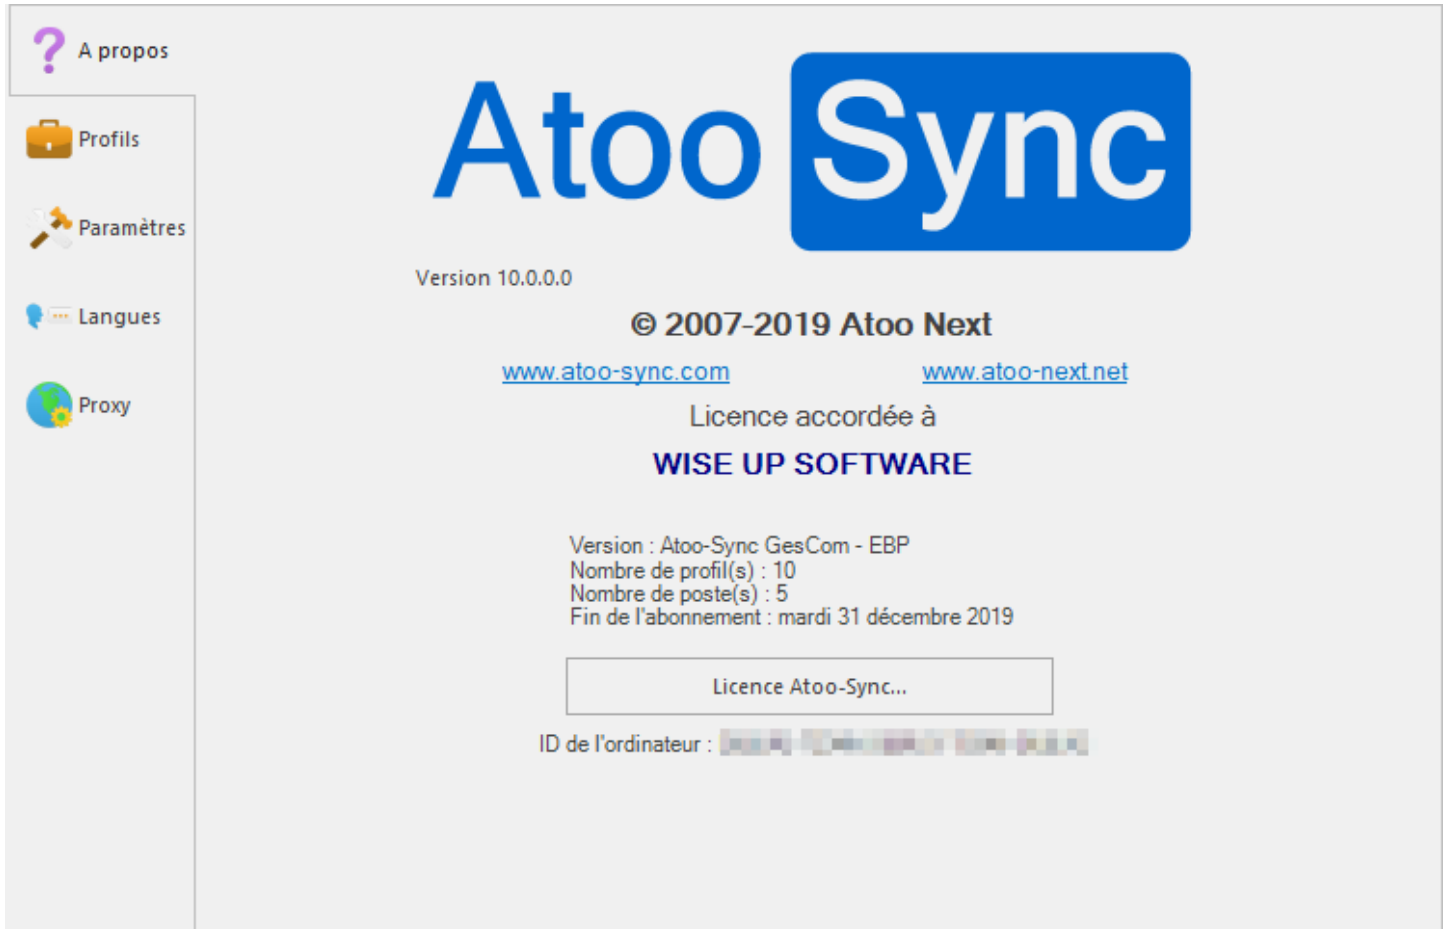 A propos
Profils
Paramètres
Langues
Proxy
Atoo Sync
Version 10.0.0.0
© 2007-2019 Atoo Next
www.atoo-sync.com www.atoo-next.net
Licence accordée à
WISE UP SOFTWARE
Version : Atoo-Sync GesCom - EBP
Nombre de profil(s) : 10
Nombre de poste(s) : 5
Fin de l'abonnement : mardi 31 décembre 2019
Licence Atoo-Sync...
ID de l'ordinateur :